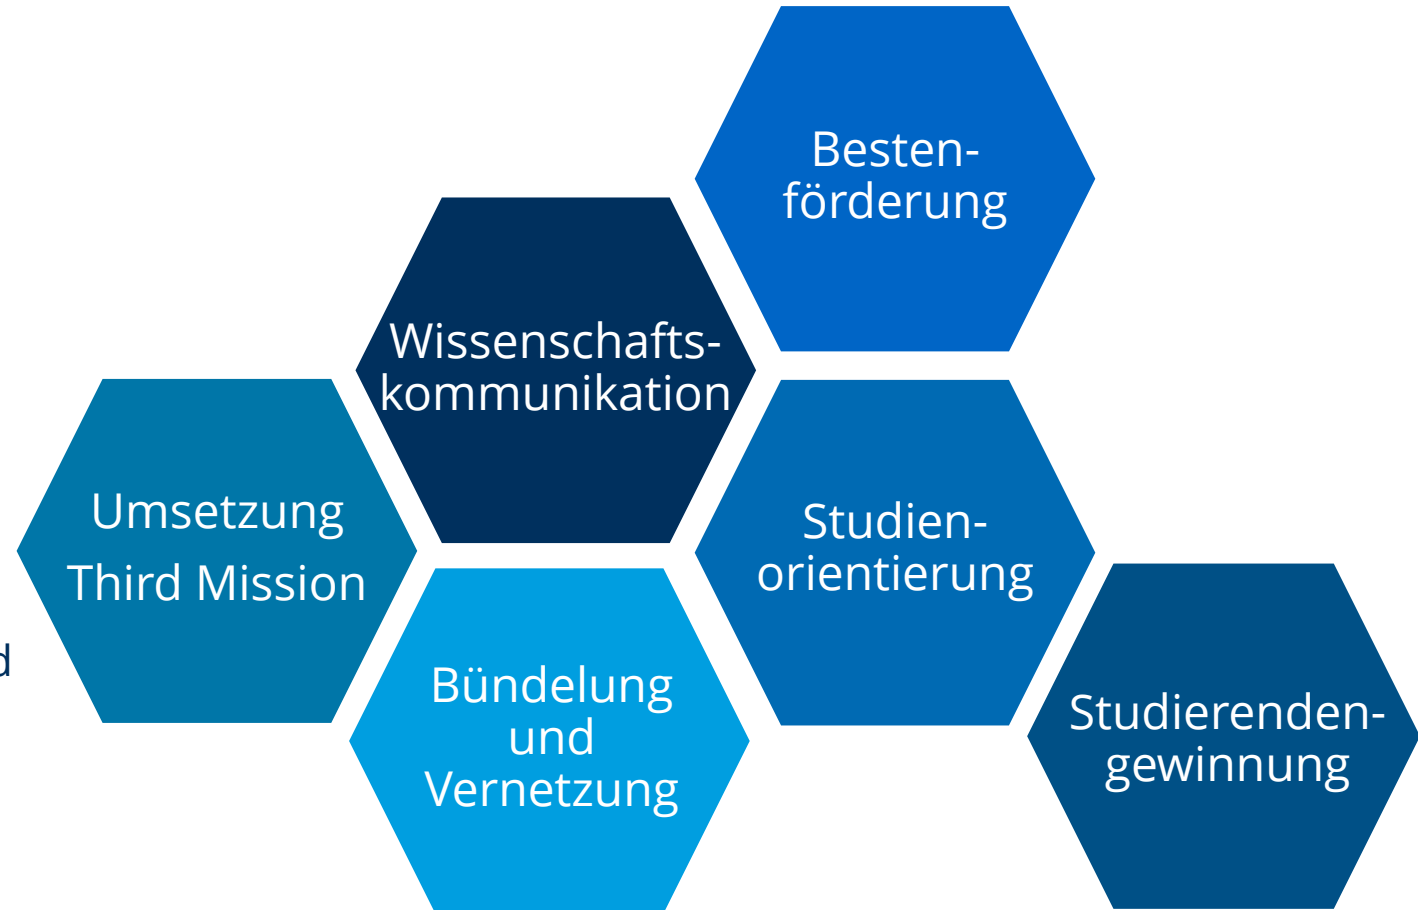 Besten-
förderung
Wissenschafts-
kommunikation
Umsetzung
Third Mission
Studien-
orientierung
Bündelung
und
Vernetzung
Studierenden-
gewinnung